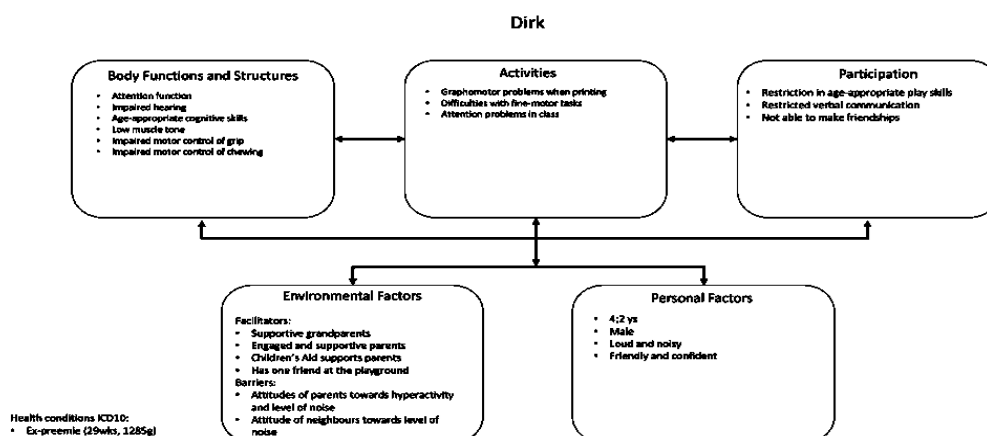 Dirk
Body Functions and Structures
• Attention function
• Impaired hearing
• Age-appropriate cognitive skills
• Low muscle tone
• Impaired motor control of grip
• Impaired motor control of chewing
Activities
• Graphomotor problems when printing
• Difficulties with fine-motor tasks
• Attention problems in class
Participation
• Restriction in age-appropriate play skills
• Restricted verbal communication
• Not able to make friendships
Environmental Factors
Facilitators:
• Supportive grandparents
• Engaged and supportive parents
• Children's Aid supports parents
• Has one friend at the playground
Barriers:
• Attitudes of parents towards hyperactivity
and level of noise
• Attitude of neighbours towards level of
noise
Personal Factors
• 4;2 ys
• Male
• Loud and noisy
• Friendly and confident
Health conditions ICD10:
• Ex-preemie (29wks, 1285g)